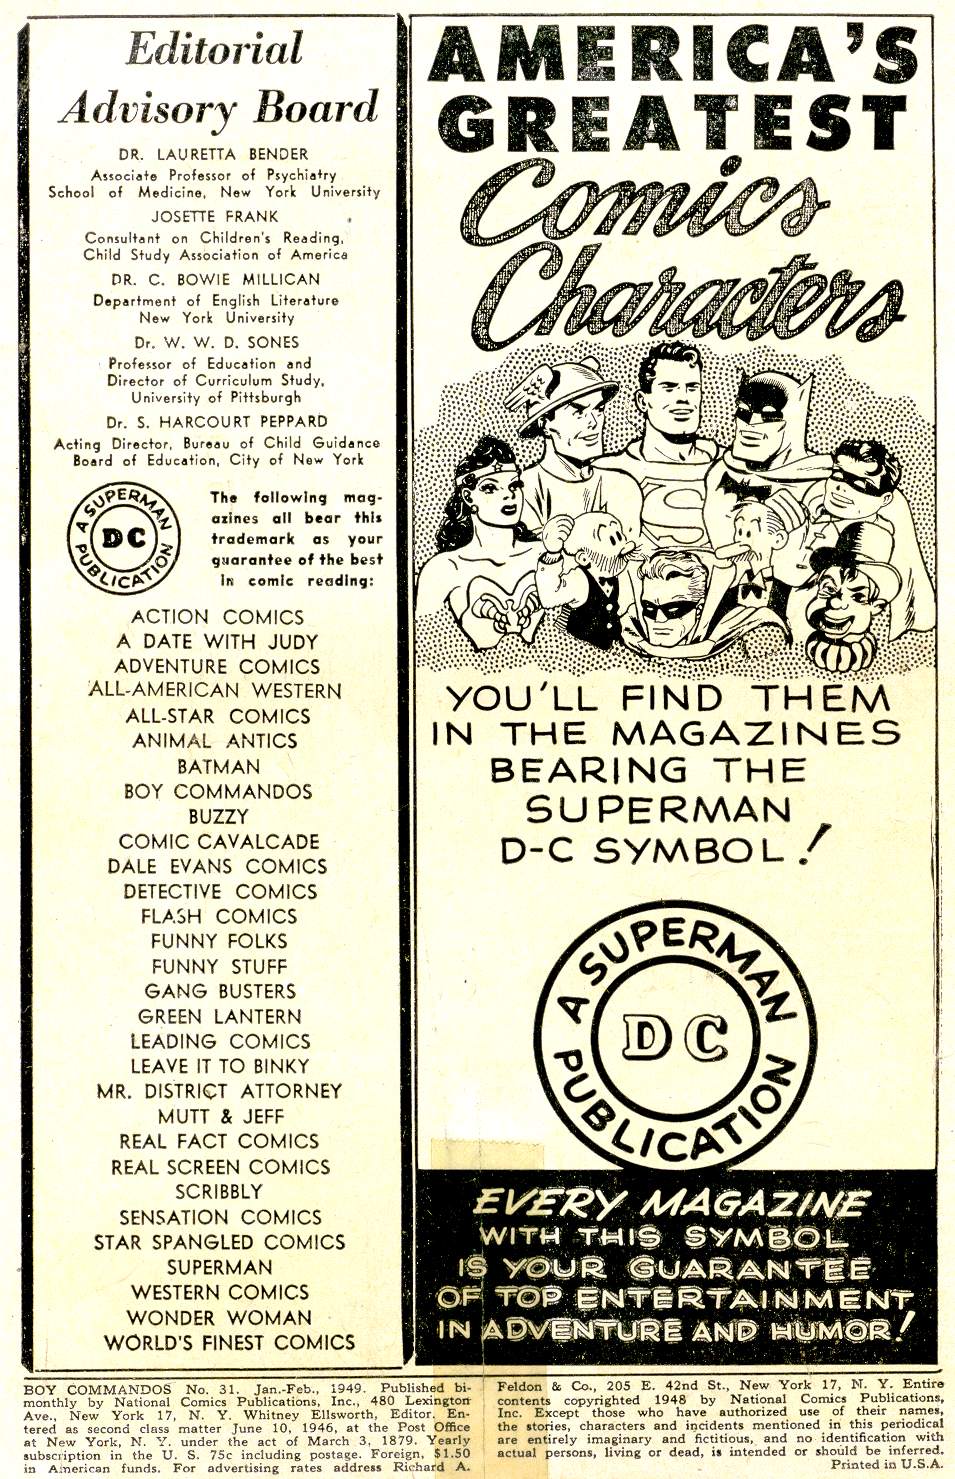 Editorial
Advisory Board
DR. LAURETTA BENDER
Associate Professor of Psychiatry
School of Medicine, New York University
JOSETTE FRANK
Consultant on Children's Reading,
Child Study Association of America
DR. C. BOWIE MILLICAN
Department of English Literature
New York University
Dr. W. W. D. SONES
Professor of Education and
Director of Curriculum Study,
University of Pittsburgh
Dr. S. HARCOURT PEPPARD
Acting Director, Bureau of Child Guidance
Board of Education, City of New York
A SUPERMAN
DC
PUBLICATION
The following mag-
azines all bear this
trademark as your
guarantee of the best
in comic reading:
ACTION COMICS
A DATE WITH JUDY
ADVENTURE COMICS
ALL-AMERICAN WESTERN
ALL-STAR COMICS
ANIMAL ANTICS
BATMAN
BOY COMMANDOS
BUZZY
COMIC CAVALCADE
DALE EVANS COMICS
DETECTIVE COMICS
FLASH COMICS
FUNNY FOLKS
FUNNY STUFF
GANG BUSTERS
GREEN LANTERN
LEADING COMICS
LEAVE IT TO BINKY
MR. DISTRICT ATTORNEY
MUTT & JEFF
REAL FACT COMICS
REAL SCREEN COMICS
SCRIBBLY
SENSATION COMICS
STAR SPANGLED COMICS
SUPERMAN
WESTERN COMICS
WONDER WOMAN
WORLD'S FINEST COMICS
AMERICA'S
GREATEST
Comics
Characters
S
YOU'LL FIND THEM
IN THE MAGAZINES
BEARING THE
SUPERMAN
D-C SYMBOL!
A SUPERMAN
DC
PUBLICATION
EVERY MAGAZINE
WITH THIS SYMBOL
IS YOUR GUARANTEE
OF TOP ENTERTAINMENT
IN ADVENTURE AND HUMOR!
BOY COMMANDOS No. 31. Jan.-Feb., 1949. Published bi-
monthly by National Comics Publications, Inc., 480 Lexington
Ave., New York 17, N. Y. Whitney Ellsworth, Editor. En-
tered as second class matter June 10, 1946, at the Post Office
at New York, N. Y. under the act of March 3, 1879. Yearly
subscription in the U. S. 75c including postage. Foreign, $1.50
in American funds. For advertising rates address Richard A.
Feldon & Co., 205 E. 42nd St., New York 17, N. Y. Entire
contents copyrighted 1948 by National Comics Publications,
Inc. Except those who have authorized use of their names,
the stories, characters and incidents mentioned in this periodical
are entirely imaginary and fictitious, and no identification with
actual persons, living or dead, is intended or should be inferred.
Printed in U.S.A.